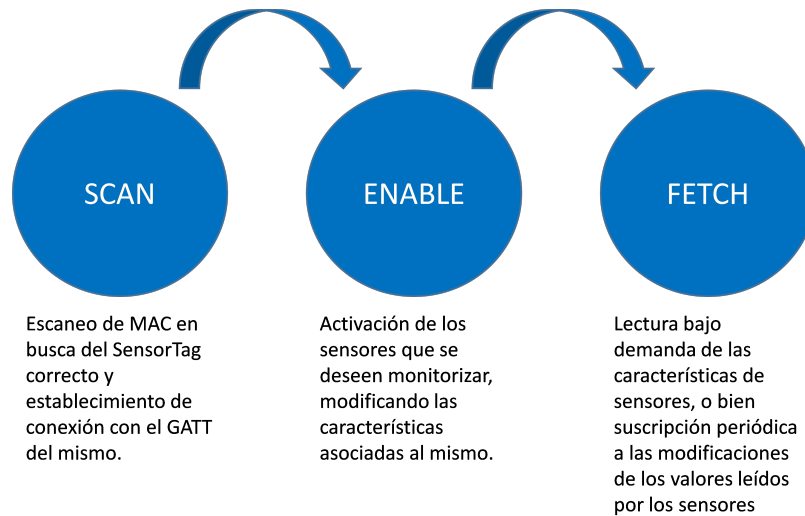 SCAN
ENABLE
FETCH
Escaneo de MAC en
busca del SensorTag
correcto y
establecimiento de
conexión con el GATT
del mismo.
Activación de los
sensores que se
deseen monitorizar,
modificando las
características
asociadas al mismo.
Lectura bajo
demanda de las
características de
sensores, o bien
suscripción periódica
a las modificaciones
de los valores leídos
por los sensores